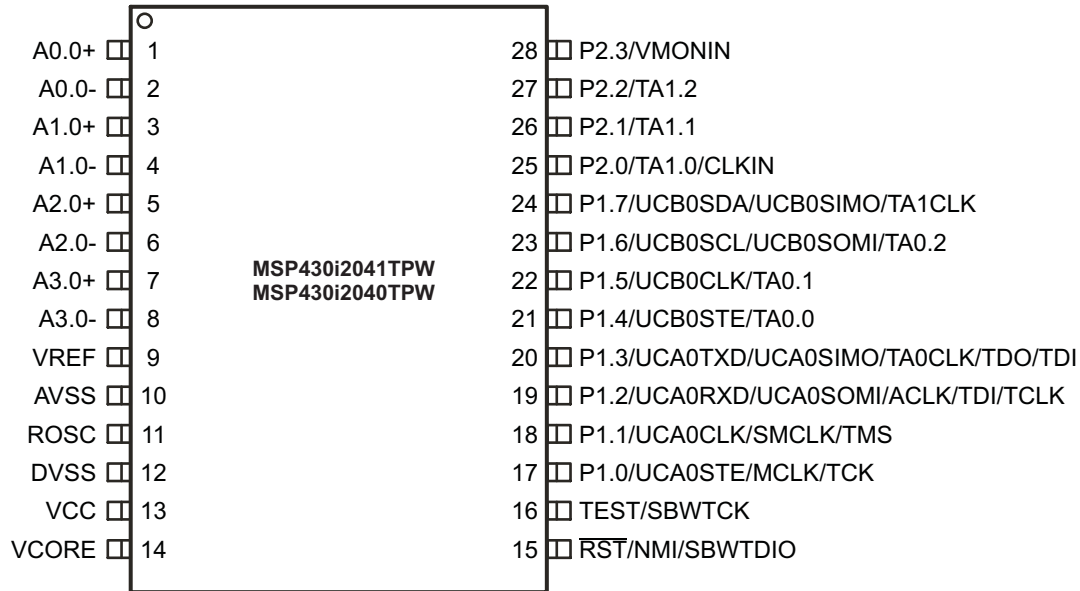 A0.0+ 1 28 P2.3/VMONIN
A0.0- 2 27 P2.2/TA1.2
A1.0+ 3 26 P2.1/TA1.1
A1.0- 4 25 P2.0/TA1.0/CLKIN
A2.0+ 5 24 P1.7/UCB0SDA/UCB0SIMO/TA1CLK
A2.0- 6 23 P1.6/UCB0SCL/UCB0SOMI/TA0.2
MSP430i2041TPW
A3.0+ 7 22 P1.5/UCB0CLK/TA0.1
MSP430i2040TPW
A3.0- 8 21 P1.4/UCB0STE/TA0.0
VREF 9 20 P1.3/UCA0TXD/UCA0SIMO/TA0CLK/TDO/TDI
AVSS 10 19 P1.2/UCA0RXD/UCA0SOMI/ACLK/TDI/TCLK
ROSC 11 18 P1.1/UCA0CLK/SMCLK/TMS
DVSS 12 17 P1.0/UCA0STE/MCLK/TCK
VCC 13 16 TEST/SBWTCK
VCORE 14 15 RST/NMI/SBWTDIO